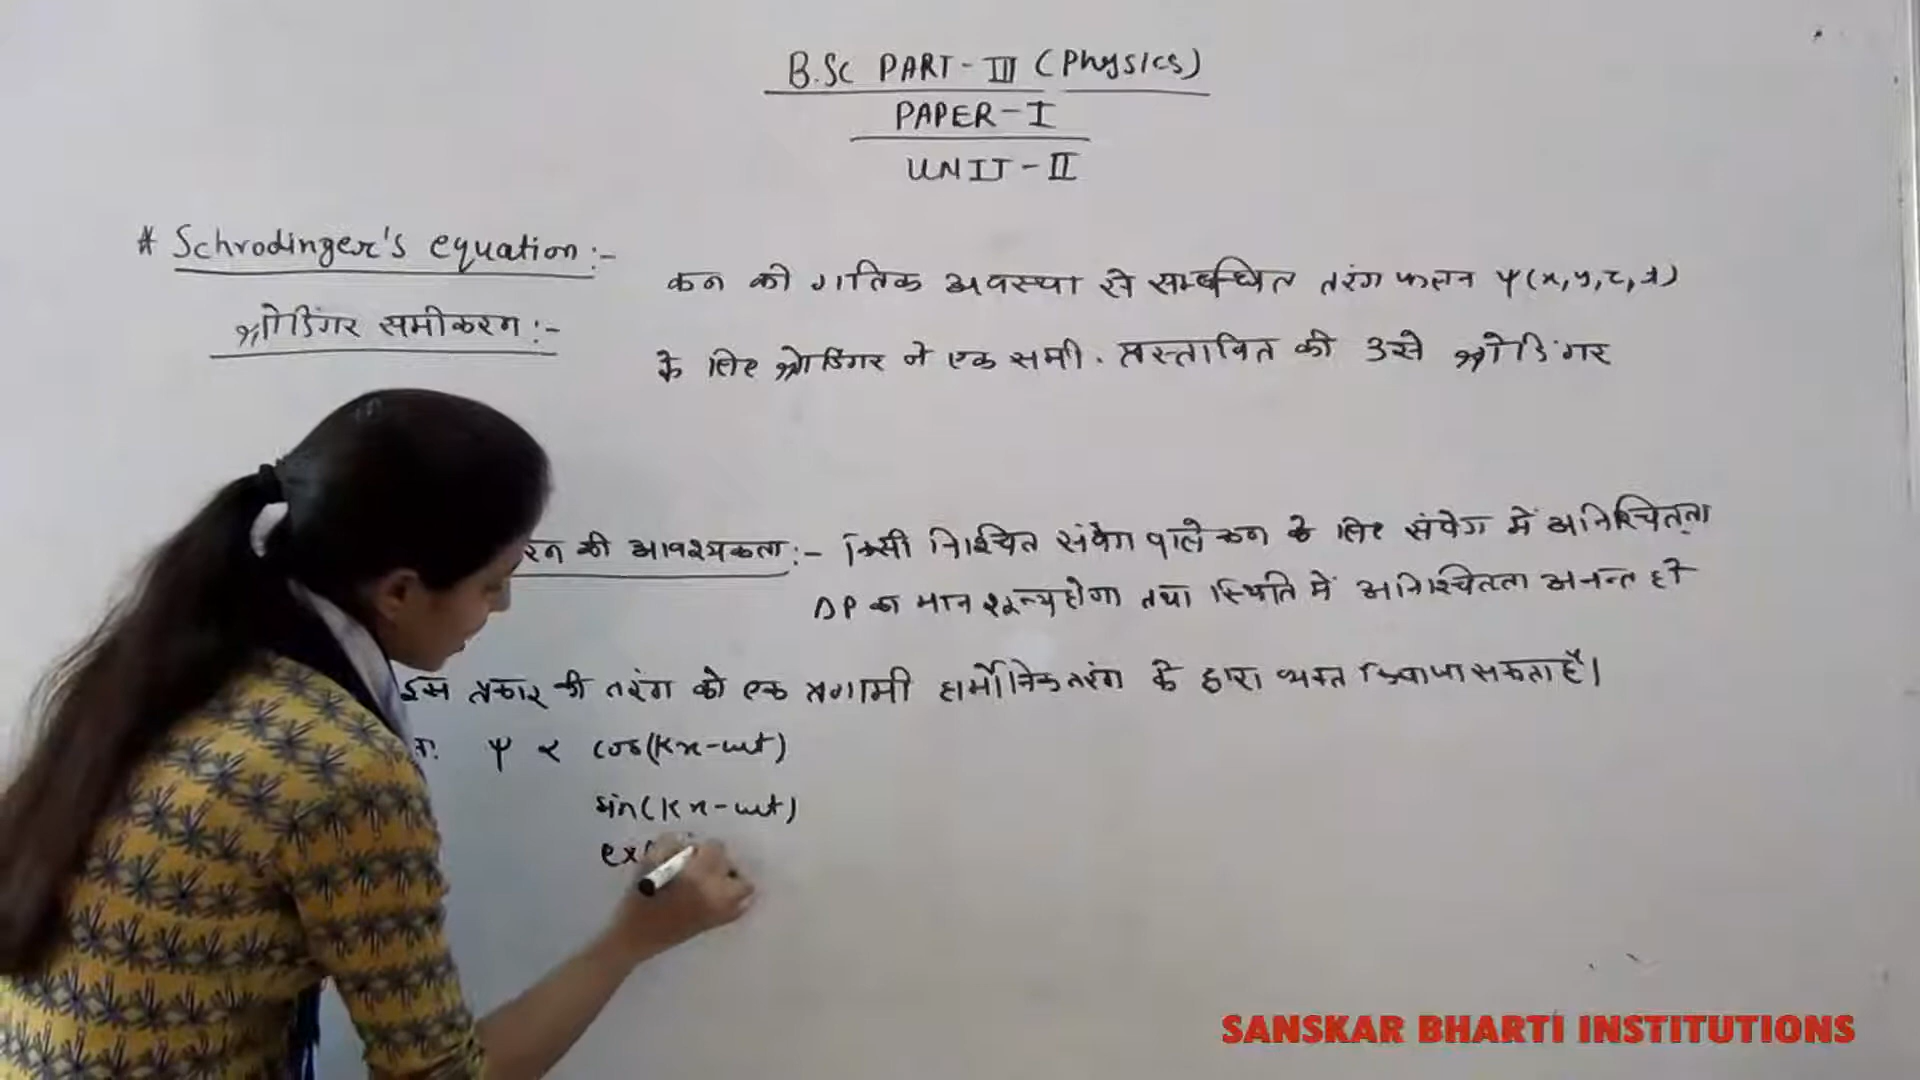 B.Sc PART-III (Physics)
PAPER-I
UNIT-II
* Schrodinger's equation:-
श्रोडिंगर समीकरण:-
कण की गतिक अवस्था से सम्बन्धित तरंग फलन ψ(x,y,z,t)
के लिए श्रोडिंगर ने एक समी. प्रस्तावित की उसे श्रोडिंगर
रण की आवश्यकता:- किसी निश्चित संवेग वाले कण के लिए संवेग में अनिश्चितता
ΔP का मान शून्य होगा तथा स्थिति में अनिश्चितता अनन्त हो
इस प्रकार की तरंग को एक प्रगामी हार्मोनिक तरंग के द्वारा व्यक्त किया जा सकता है।
ψ ∝ cos(kx-ωt)
sin(kx-ωt)
exp
SANSKAR BHARTI INSTITUTIONS